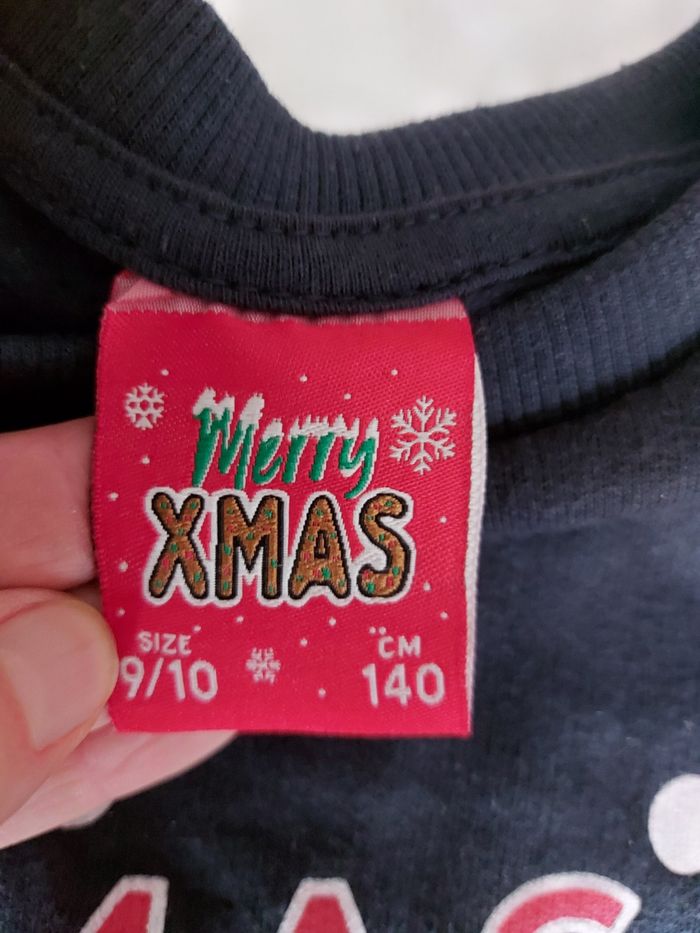 Merry
XMAS
SIZE CM
9/10 140